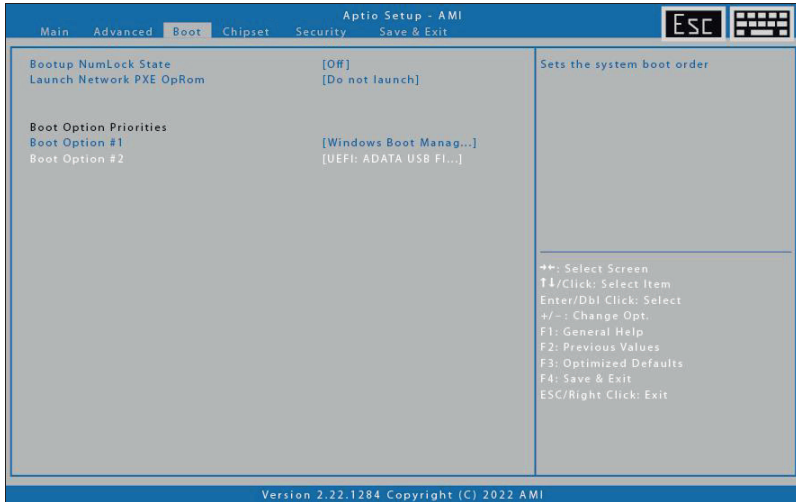 Aptio Setup - AMI
Main Advanced Boot Chipset Security Save & Exit
Esc
Bootup NumLock State [Off]
Launch Network PXE OpRom [Do not launch]
Boot Option Priorities
Boot Option #1 [Windows Boot Manag...]
Boot Option #2 [UEFI: ADATA USB Fl...]
Sets the system boot order
→←: Select Screen
↑↓/Click: Select Item
Enter/Dbl Click: Select
+/-: Change Opt.
F1: General Help
F2: Previous Values
F3: Optimized Defaults
F4: Save & Exit
ESC/Right Click: Exit
Version 2.22.1284 Copyright (C) 2022 AMI